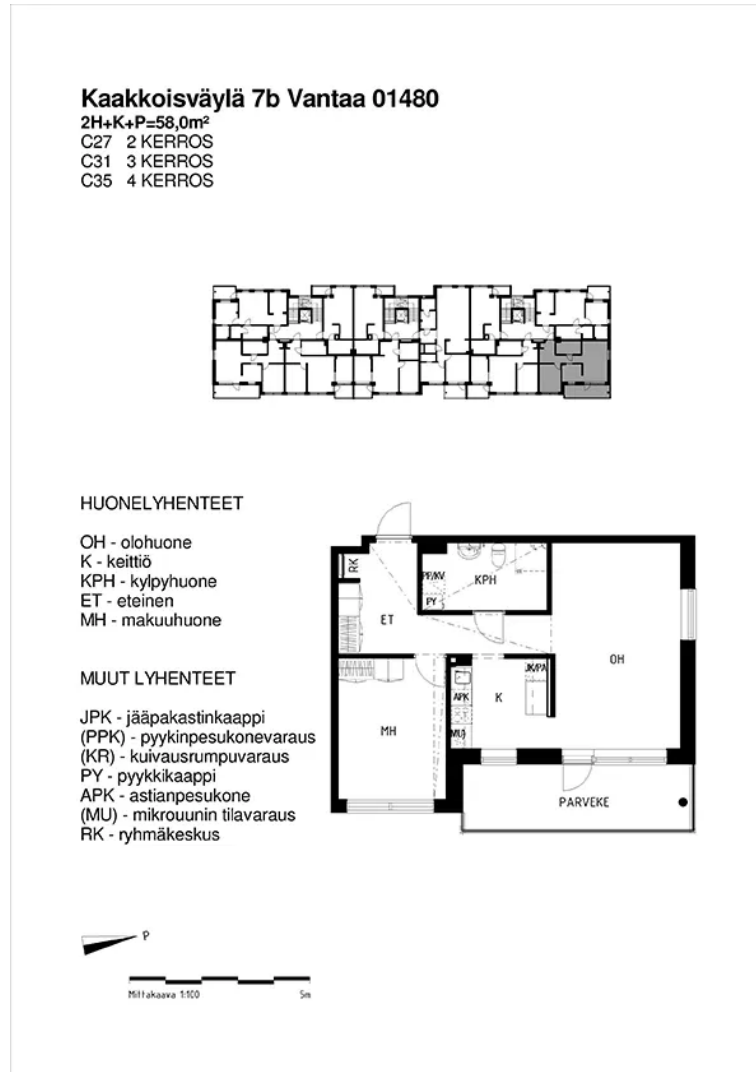 Kaakkoisväylä 7b Vantaa 01480
2H+K+P=58,0m²
C27 2 KERROS
C31 3 KERROS
C35 4 KERROS
HUONELYHENTEET
OH - olohuone
K - keittiö
KPH - kylpyhuone
ET - eteinen
MH - makuuhuone
MUUT LYHENTEET
JPK - jääpakastinkaappi
(PPK) - pyykinpesukonevaraus
(KR) - kuivausrumpuvaraus
PY - pyykkikaappi
APK - astianpesukone
(MU) - mikrouunin tilavaraus
RK - ryhmäkeskus
RK
PP/KV
KPH
PY
ET
OH
JK/PA
K
APK
(MU)
MH
PARVEKE
P
Mittakaava 1:100
5m